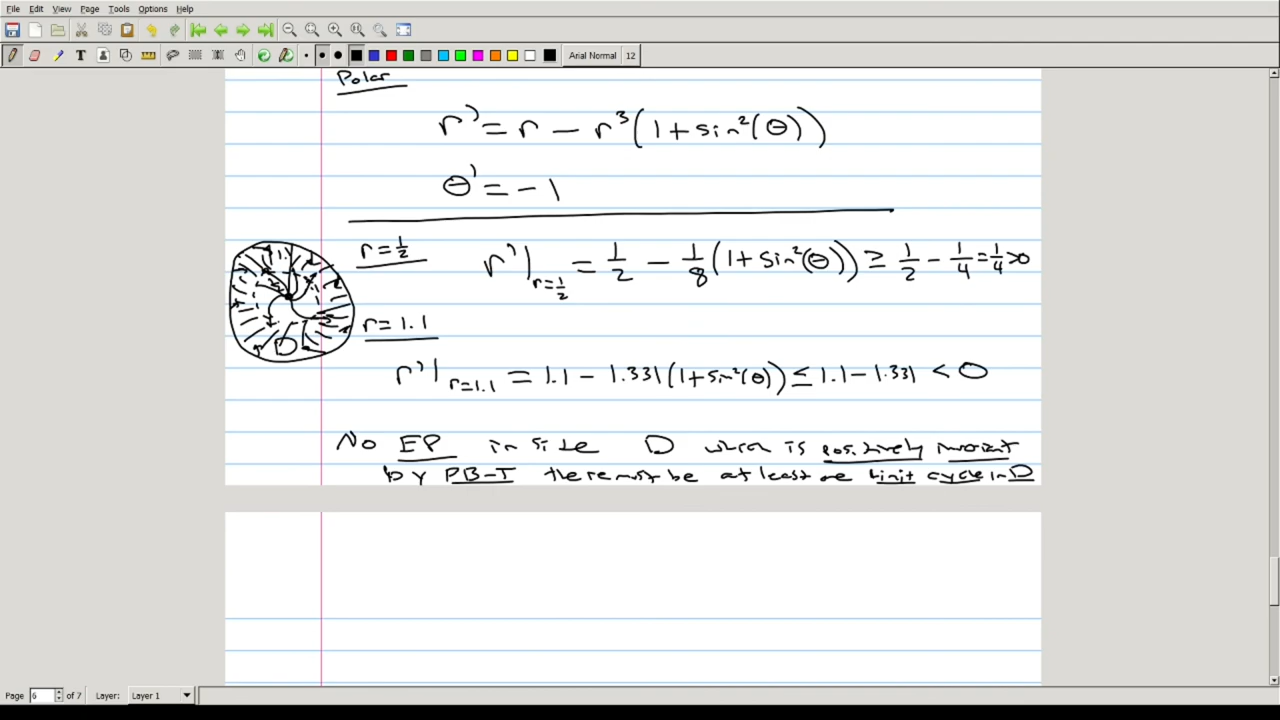 File Edit View Page Tools Options Help
Arial Normal 12
Polar
r' = r - r³(1 + sin²(θ))
θ' = -1
r = 1/2
r'|r=1/2 = 1/2 - 1/8(1 + sin²(θ)) ≥ 1/2 - 1/4 = 1/4 > 0
D
r = 1.1
r'|r=1.1 = 1.1 - 1.331(1+sin²(θ)) ≤ 1.1 - 1.331 < 0
No EP inside D which is positively invariant
by PB-T there must be at least one limit cycle in D
Page 6 of 7 Layer: Layer 1